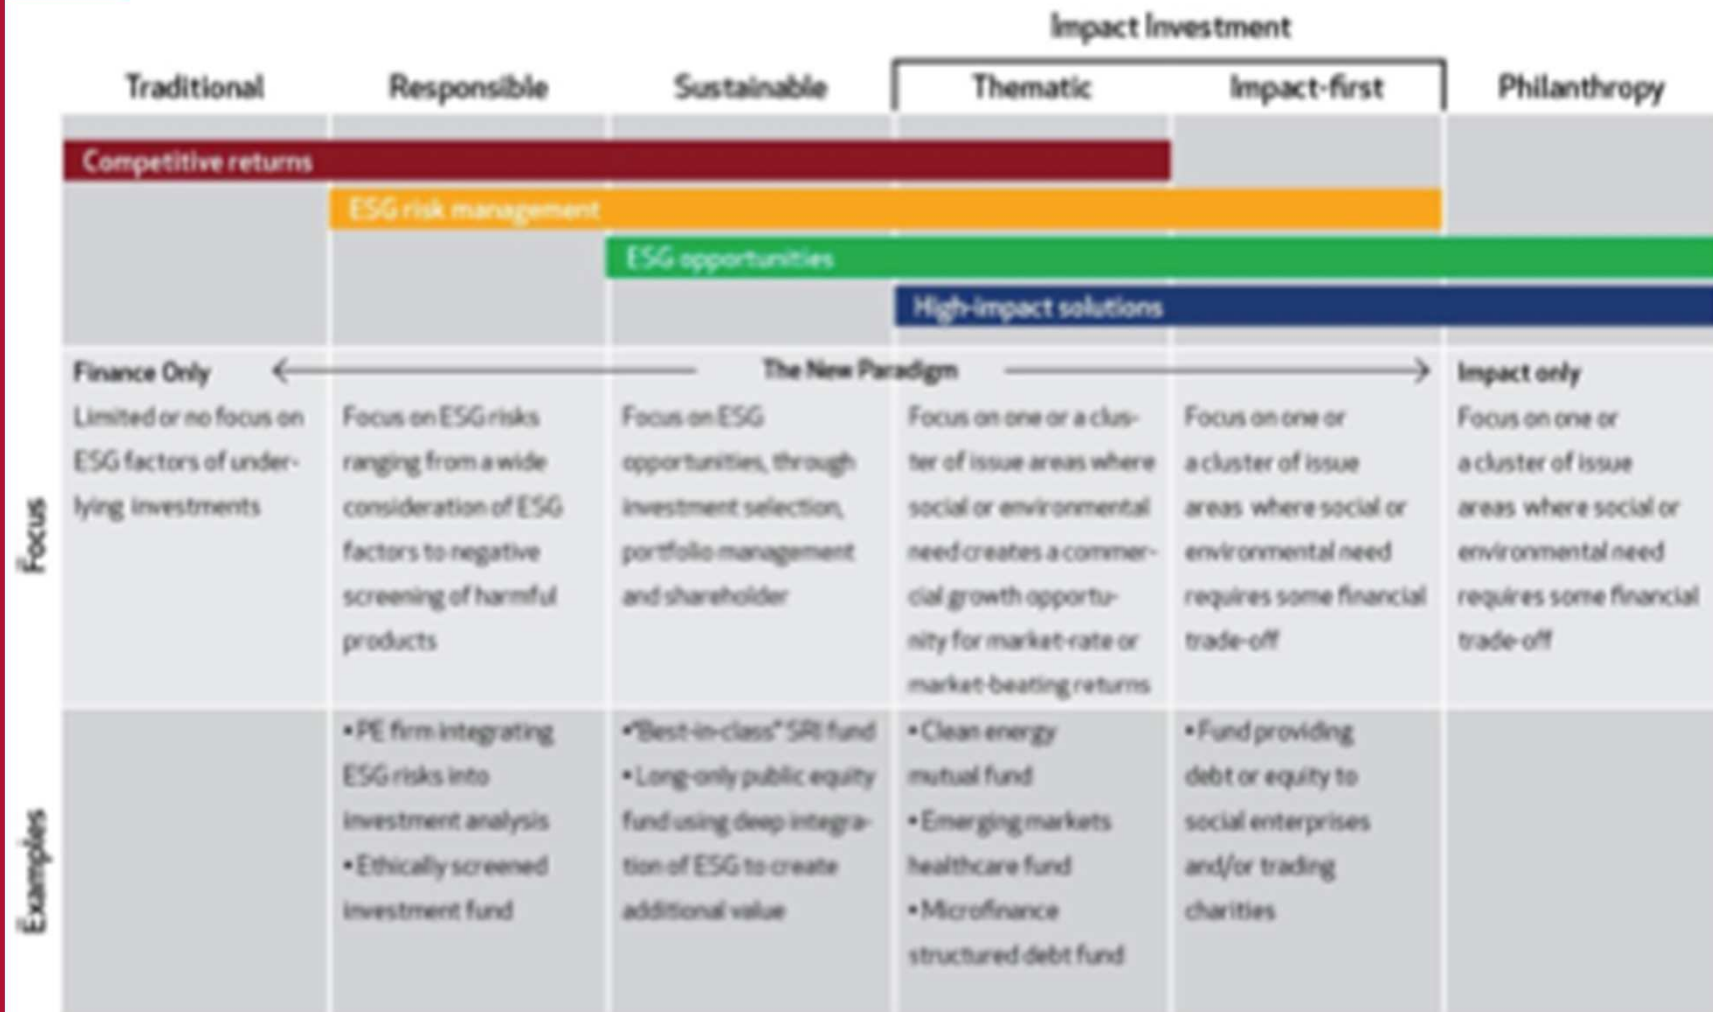 Impact Investment
Traditional
Responsible
Sustainable
Thematic
Impact-first
Philanthropy
Competitive returns
ESG risk management
ESG opportunities
High-impact solutions
Finance Only
The New Paradigm
Impact only
Focus
Limited or no focus on
ESG factors of under-
lying investments
Focus on ESG risks
ranging from a wide
consideration of ESG
factors to negative
screening of harmful
products
Focus on ESG
opportunities, through
investment selection,
portfolio management
and shareholder
Focus on one or a clus-
ter of issue areas where
social or environmental
need creates a commer-
cial growth opportu-
nity for market-rate or
market-beating returns
Focus on one or
a cluster of issue
areas where social or
environmental need
requires some financial
trade-off
Focus on one or
a cluster of issue
areas where social or
environmental need
requires some financial
trade-off
Examples
• PE firm integrating
ESG risks into
investment analysis
• Ethically screened
investment fund
•"Best-in-class" SRI fund
• Long-only public equity
fund using deep integra-
tion of ESG to create
additional value
• Clean energy
mutual fund
• Emerging markets
healthcare fund
• Microfinance
structured debt fund
• Fund providing
debt or equity to
social enterprises
and/or trading
charities